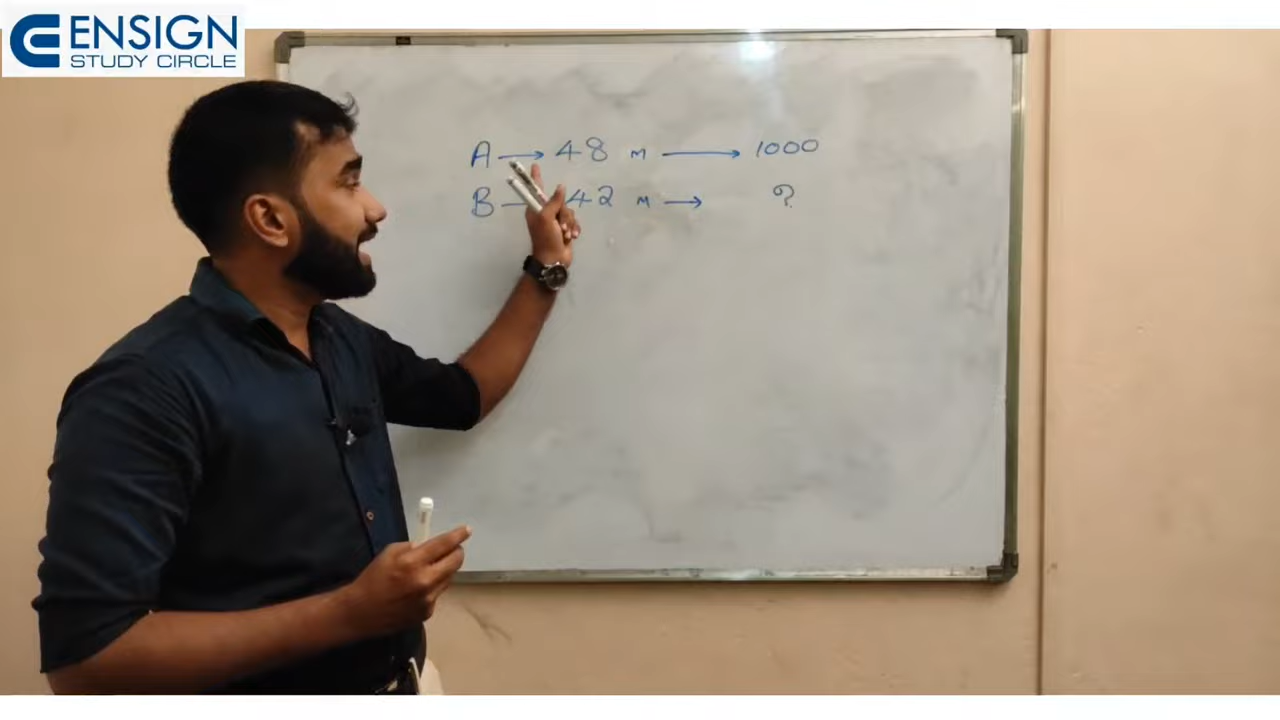 ENSIGN
STUDY CIRCLE
A → 48 m → 1000
B → 42 m → ?